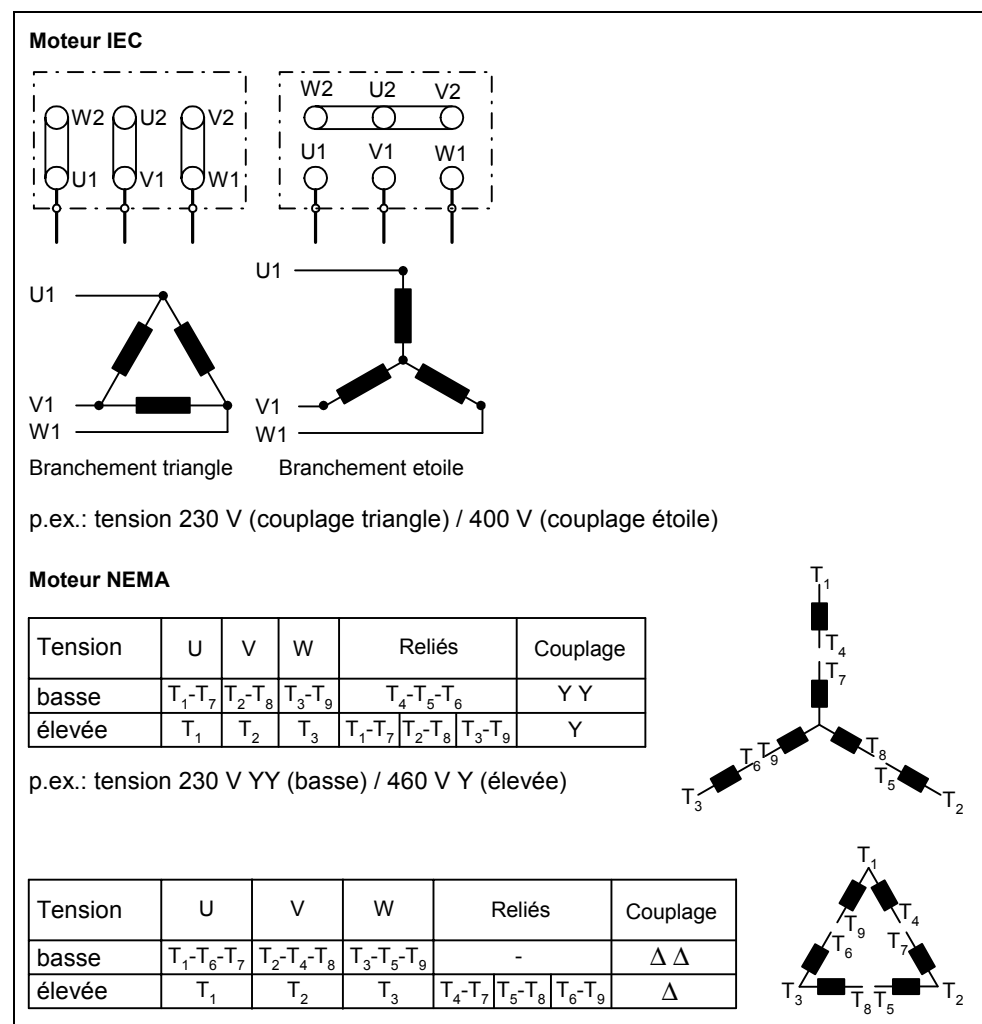 Moteur IEC
W2 U2 V2
U1 V1 W1
W2 U2 V2
U1 V1 W1
U1
V1
W1
Branchement triangle
U1
V1
W1
Branchement etoile
p.ex.: tension 230 V (couplage triangle) / 400 V (couplage étoile)
Moteur NEMA
Tension U V W Reliés Couplage
basse T1-T7 T2-T8 T3-T9 T4-T5-T6 Y Y
élevée T1 T2 T3 T1-T7 T2-T8 T3-T9 Y
T1
T4
T7
T6 T9 T8
T5
T3 T2
p.ex.: tension 230 V YY (basse) / 460 V Y (élevée)
Tension U V W Reliés Couplage
basse T1-T6-T7 T2-T4-T8 T3-T5-T9 - Δ Δ
élevée T1 T2 T3 T4-T7 T5-T8 T6-T9 Δ
T1
T9 T4
T6 T7
T3 T8 T5 T2